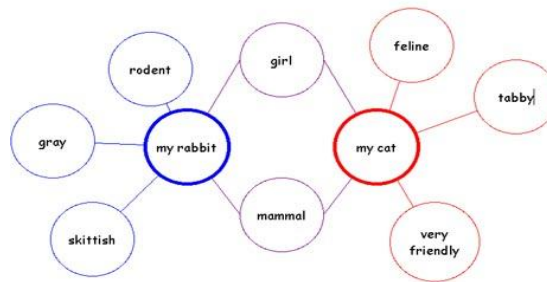 girl
feline
rodent
tabby
gray
my rabbit
my cat
mammal
skittish
very
friendly